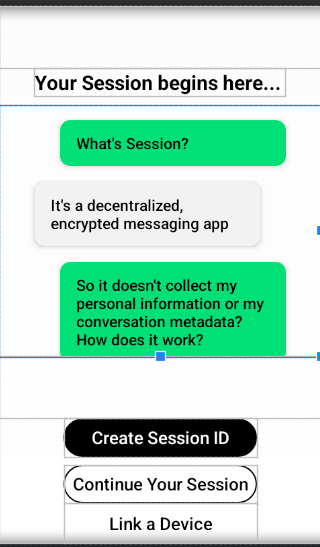 Your Session begins here...
What's Session?
It's a decentralized,
encrypted messaging app
So it doesn't collect my
personal information or my
conversation metadata?
How does it work?
Create Session ID
Continue Your Session
Link a Device